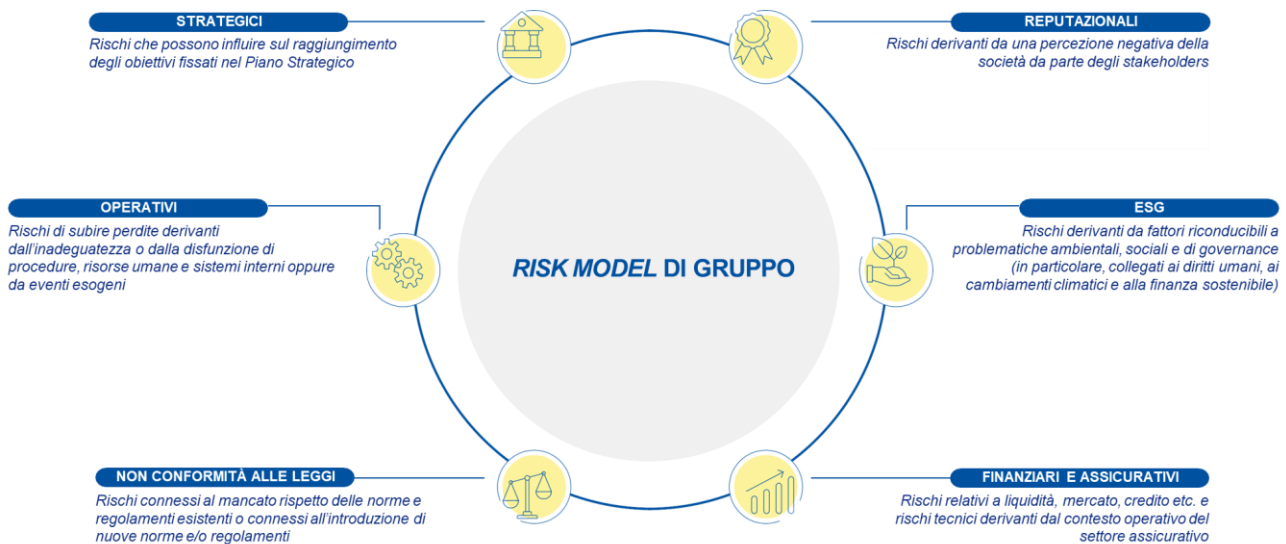 STRATEGICI
Rischi che possono influire sul raggiungimento
degli obiettivi fissati nel Piano Strategico
REPUTAZIONALI
Rischi derivanti da una percezione negativa della
società da parte degli stakeholders
OPERATIVI
Rischi di subire perdite derivanti
dall'inadeguatezza o dalla disfunzione di
procedure, risorse umane e sistemi interni oppure
da eventi esogeni
RISK MODEL DI GRUPPO
ESG
Rischi derivanti da fattori riconducibili a
problematiche ambientali, sociali e di governance
(in particolare, collegati ai diritti umani, ai
cambiamenti climatici e alla finanza sostenibile)
NON CONFORMITÀ ALLE LEGGI
Rischi connessi al mancato rispetto delle norme e
regolamenti esistenti o connessi all'introduzione di
nuove norme e/o regolamenti
FINANZIARI E ASSICURATIVI
Rischi relativi a liquidità, mercato, credito etc. e
rischi tecnici derivanti dal contesto operativo del
settore assicurativo